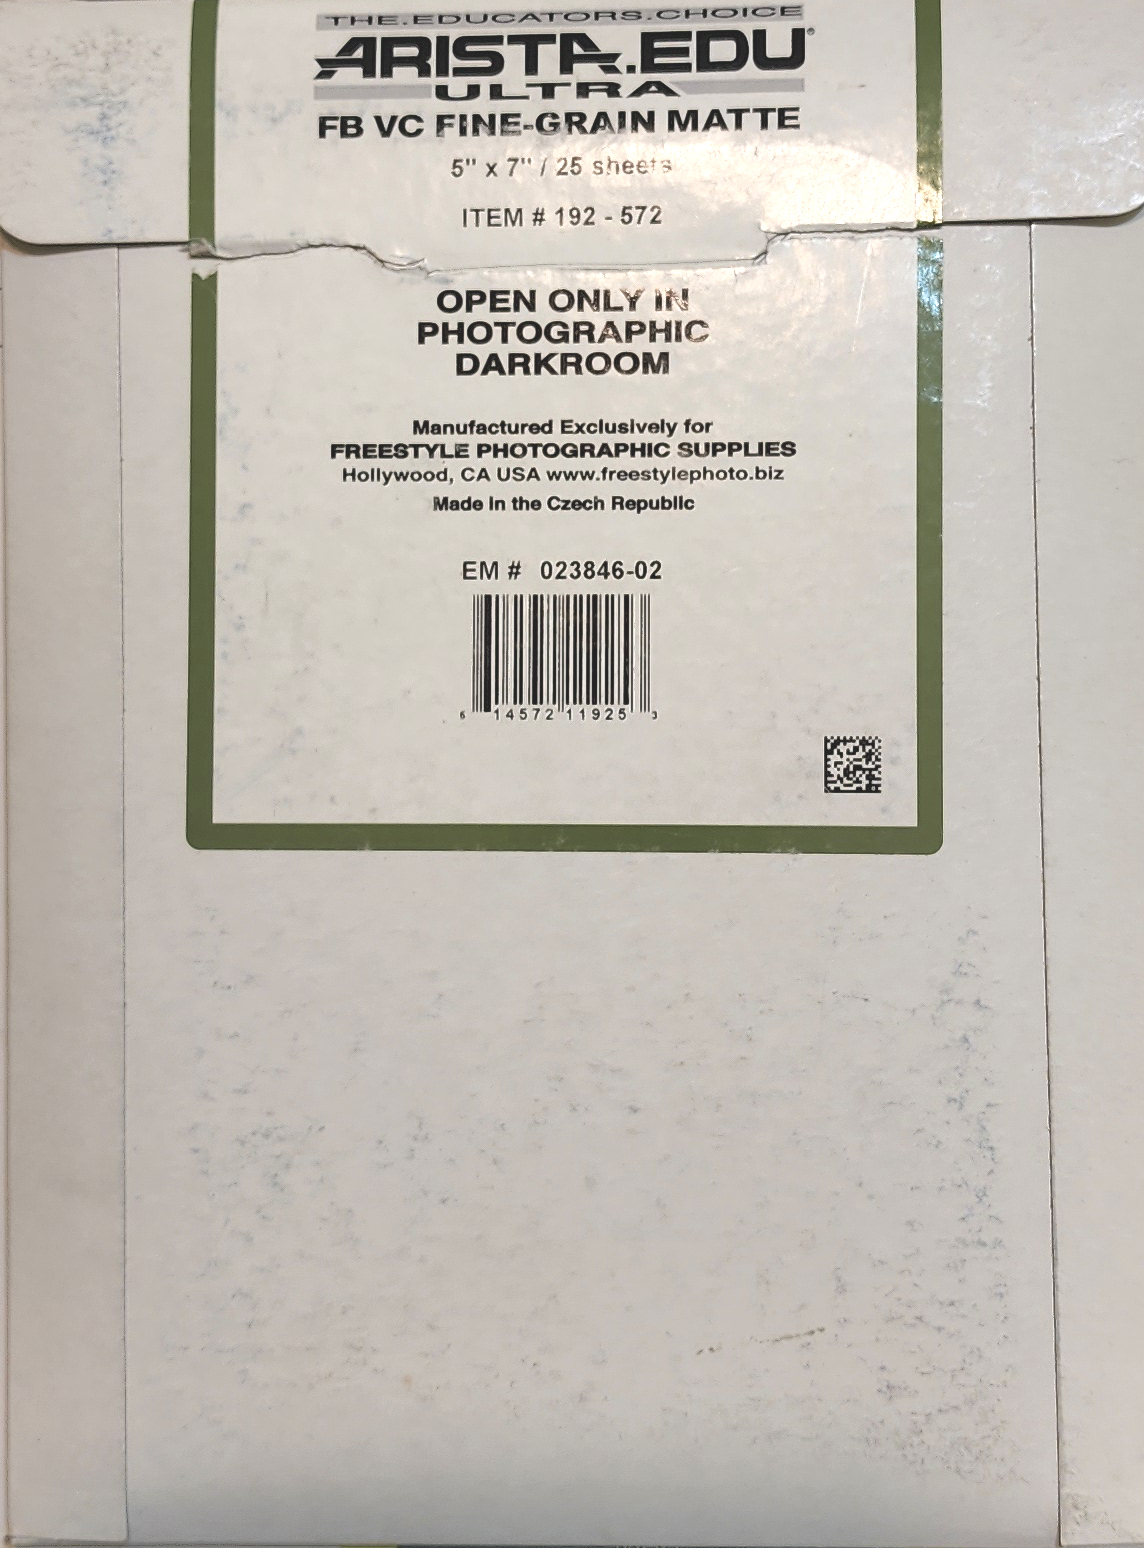 THE.EDUCATORS.CHOICE
ARISTA.EDU®
ULTRA
FB VC FINE-GRAIN MATTE
5" x 7" / 25 sheets
ITEM # 192 - 572
OPEN ONLY IN
PHOTOGRAPHIC
DARKROOM
Manufactured Exclusively for
FREESTYLE PHOTOGRAPHIC SUPPLIES
Hollywood, CA USA www.freestylephoto.biz
Made in the Czech Republic
EM # 023846-02
6 14572 11925 3